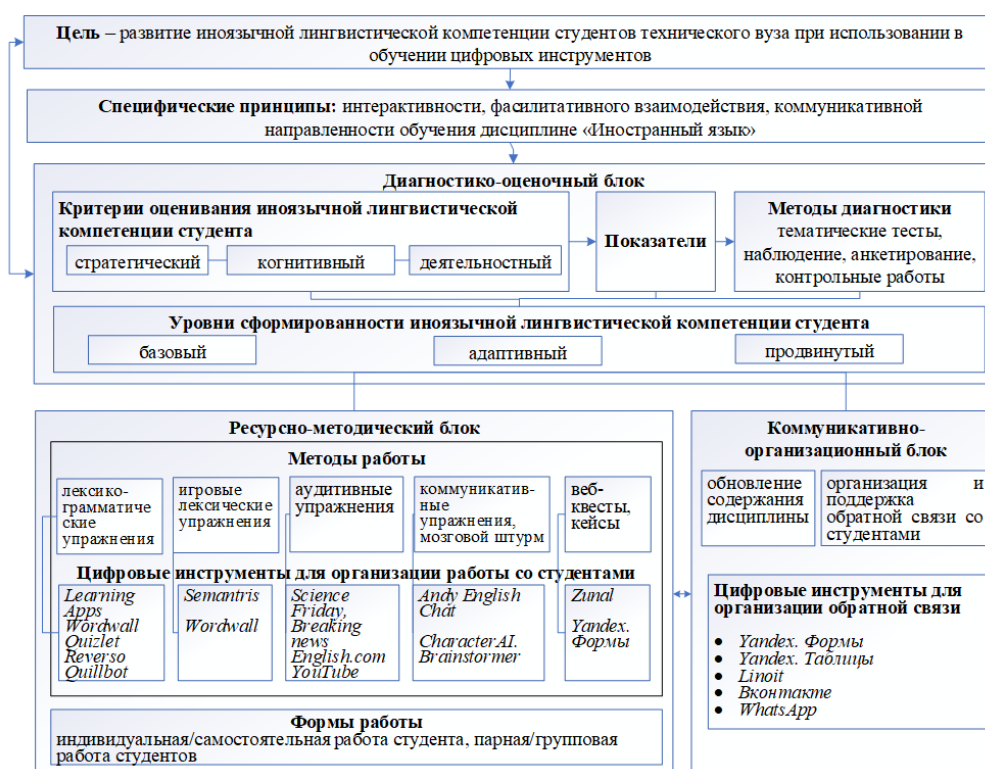 Цель – развитие иноязычной лингвистической компетенции студентов технического вуза при использовании в
обучении цифровых инструментов
Специфические принципы: интерактивности, фасилитативного взаимодействия, коммуникативной
направленности обучения дисциплине «Иностранный язык»
Диагностико-оценочный блок
Критерии оценивания иноязычной лингвистической
компетенции студента
стратегический
когнитивный
деятельностный
Показатели
Методы диагностики
тематические тесты,
наблюдение, анкетирование,
контрольные работы
Уровни сформированности иноязычной лингвистической компетенции студента
базовый
адаптивный
продвинутый
Ресурсно-методический блок
Методы работы
лексико-
грамматиче
ские
упражнения
игровые
лексические
упражнения
аудитивные
упражнения
коммуникатив-
ные
упражнения,
мозговой штурм
веб-
квесты,
кейсы
Цифровые инструменты для организации работы со студентами
Learning
Apps
Wordwall
Quizlet
Reverso
Quillbot
Semantris
Wordwall
Science
Friday,
Breaking
news
English.com
YouTube
Andy English
Chat
CharacterAI.
Brainstormer
Zunal
Yandex.
Формы
Формы работы
индивидуальная/самостоятельная работа студента, парная/групповая
работа студентов
Коммуникативно-
организационный блок
обновление
содержания
дисциплины
организация и
поддержка
обратной связи со
студентами
Цифровые инструменты для
организации обратной связи
• Yandex. Формы
• Yandex. Таблицы
• Linoit
• Вконтакте
• WhatsApp